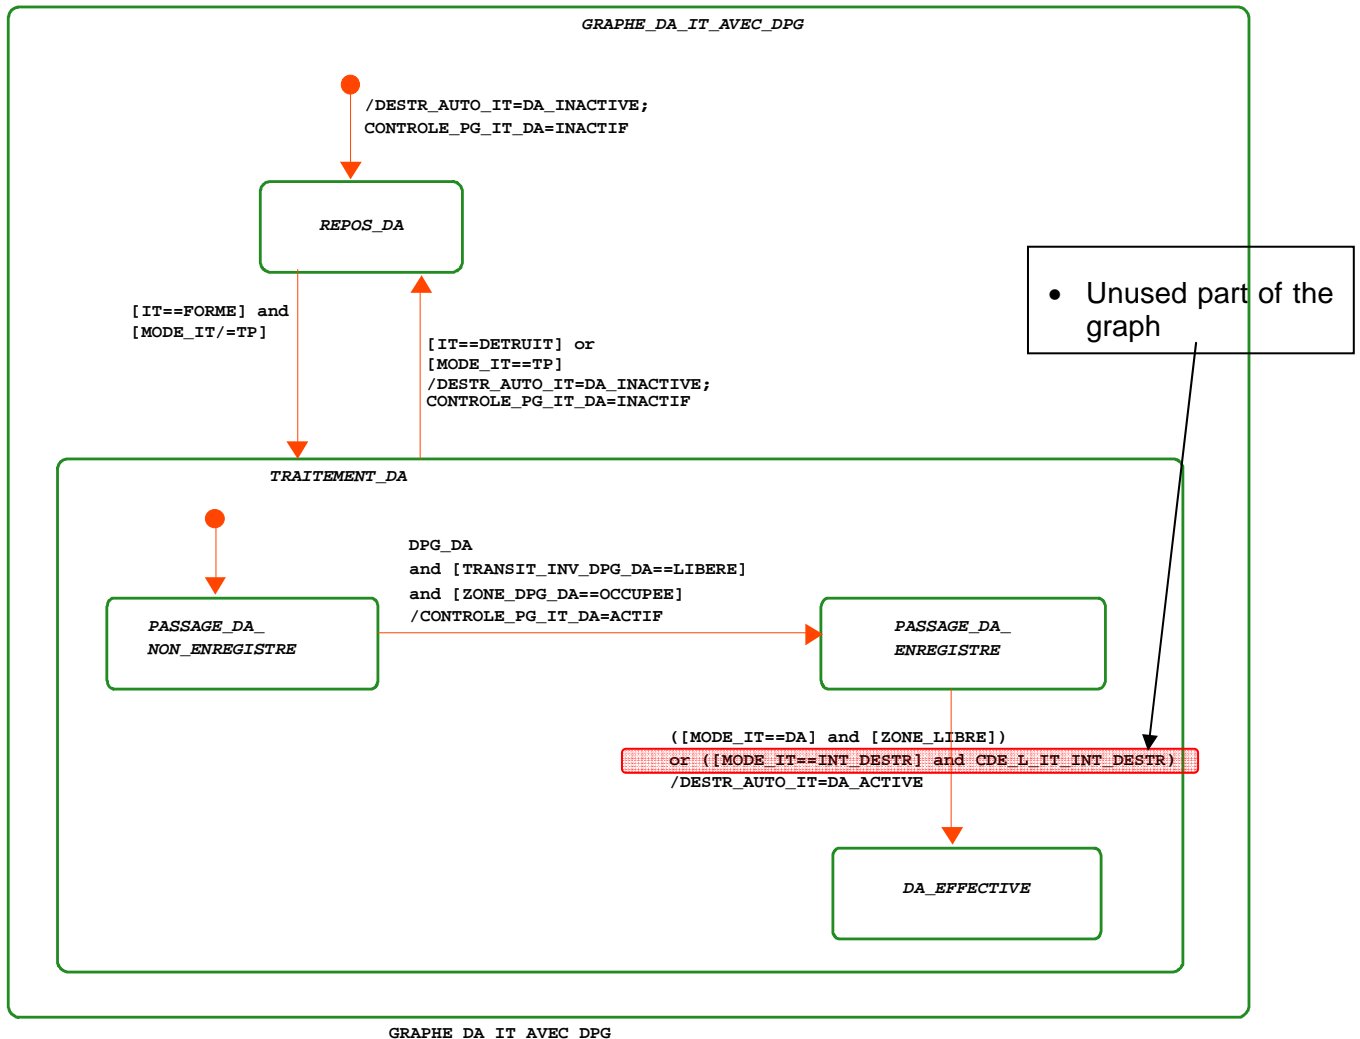 GRAPHE_DA_IT_AVEC_DPG
/DESTR_AUTO_IT=DA_INACTIVE;
CONTROLE_PG_IT_DA=INACTIF
REPOS_DA
• Unused part of the
graph
[IT==FORME] and
[MODE_IT/=TP]
[IT==DETRUIT] or
[MODE_IT==TP]
/DESTR_AUTO_IT=DA_INACTIVE;
CONTROLE_PG_IT_DA=INACTIF
TRAITEMENT_DA
DPG_DA
and [TRANSIT_INV_DPG_DA==LIBERE]
and [ZONE_DPG_DA==OCCUPEE]
/CONTROLE_PG_IT_DA=ACTIF
PASSAGE_DA_
NON_ENREGISTRE
PASSAGE_DA_
ENREGISTRE
([MODE_IT==DA] and [ZONE_LIBRE])
or ([MODE_IT==INT_DESTR] and CDE_L_IT_INT_DESTR)
/DESTR_AUTO_IT=DA_ACTIVE
DA_EFFECTIVE
GRAPHE DA IT AVEC DPG